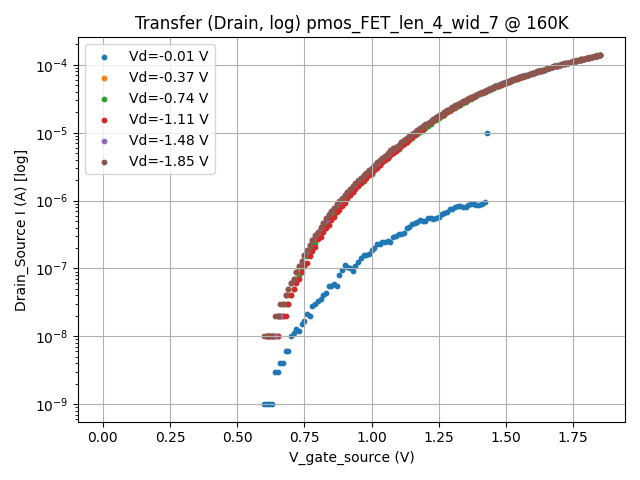 Transfer (Drain, log) pmos_FET_len_4_wid_7 @ 160K
Vd=-0.01 V
Vd=-0.37 V
Vd=-0.74 V
Vd=-1.11 V
Vd=-1.48 V
Vd=-1.85 V
Drain_Source I (A) [log]
10⁻⁴
10⁻⁵
10⁻⁶
10⁻⁷
10⁻⁸
10⁻⁹
0.00 0.25 0.50 0.75 1.00 1.25 1.50 1.75
V_gate_source (V)